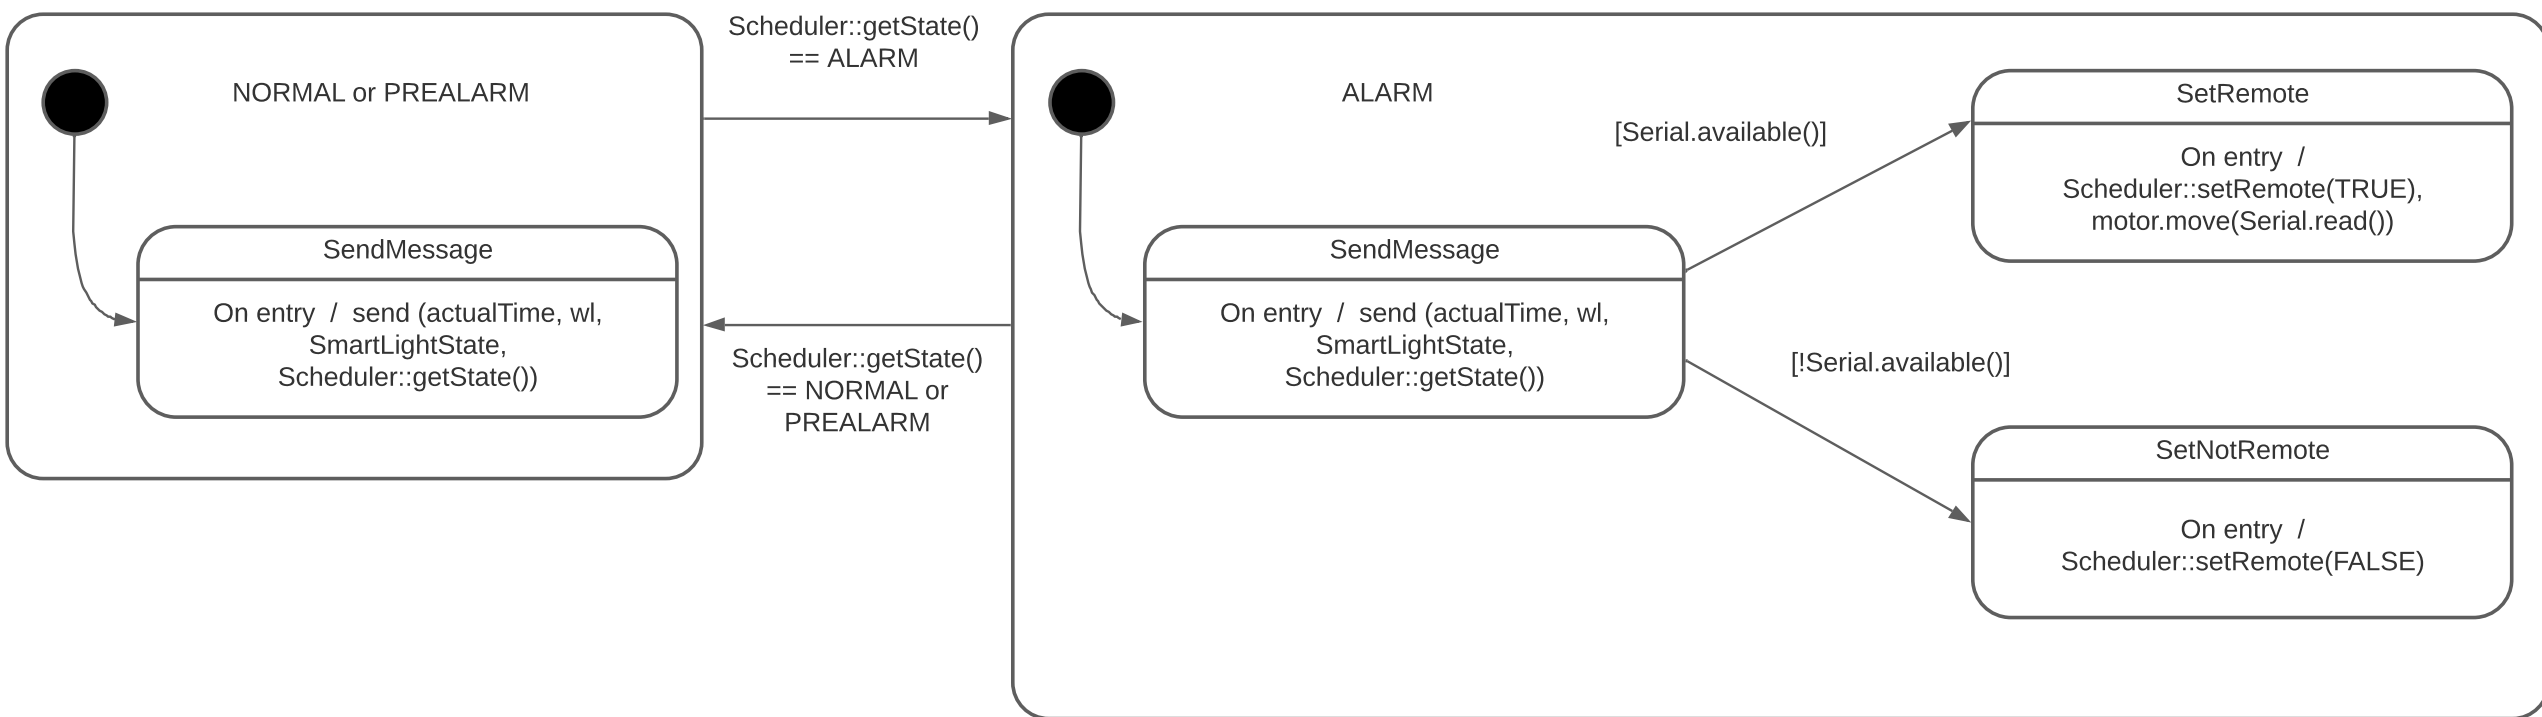 NORMAL or PREALARM
SendMessage
On entry  /  send (actualTime, wl,
SmartLightState,
Scheduler::getState())
Scheduler::getState()
== ALARM
Scheduler::getState()
== NORMAL or
PREALARM
ALARM
SendMessage
On entry  /  send (actualTime, wl,
SmartLightState,
Scheduler::getState())
[Serial.available()]
[!Serial.available()]
SetRemote
On entry  /
Scheduler::setRemote(TRUE),
motor.move(Serial.read())
SetNotRemote
On entry  /
Scheduler::setRemote(FALSE)